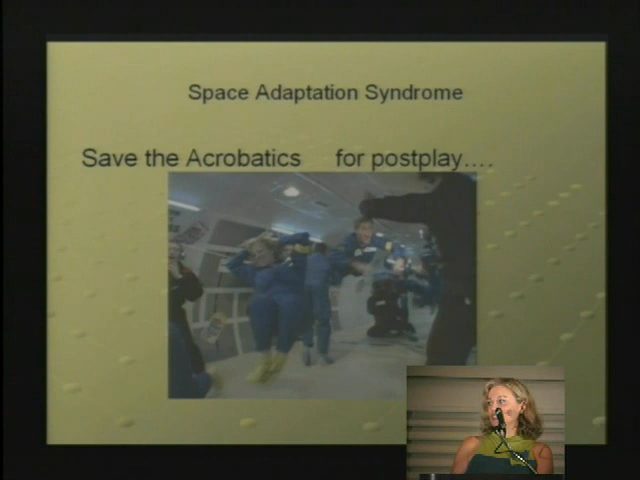 Space Adaptation Syndrome
Save the Acrobatics for postplay....